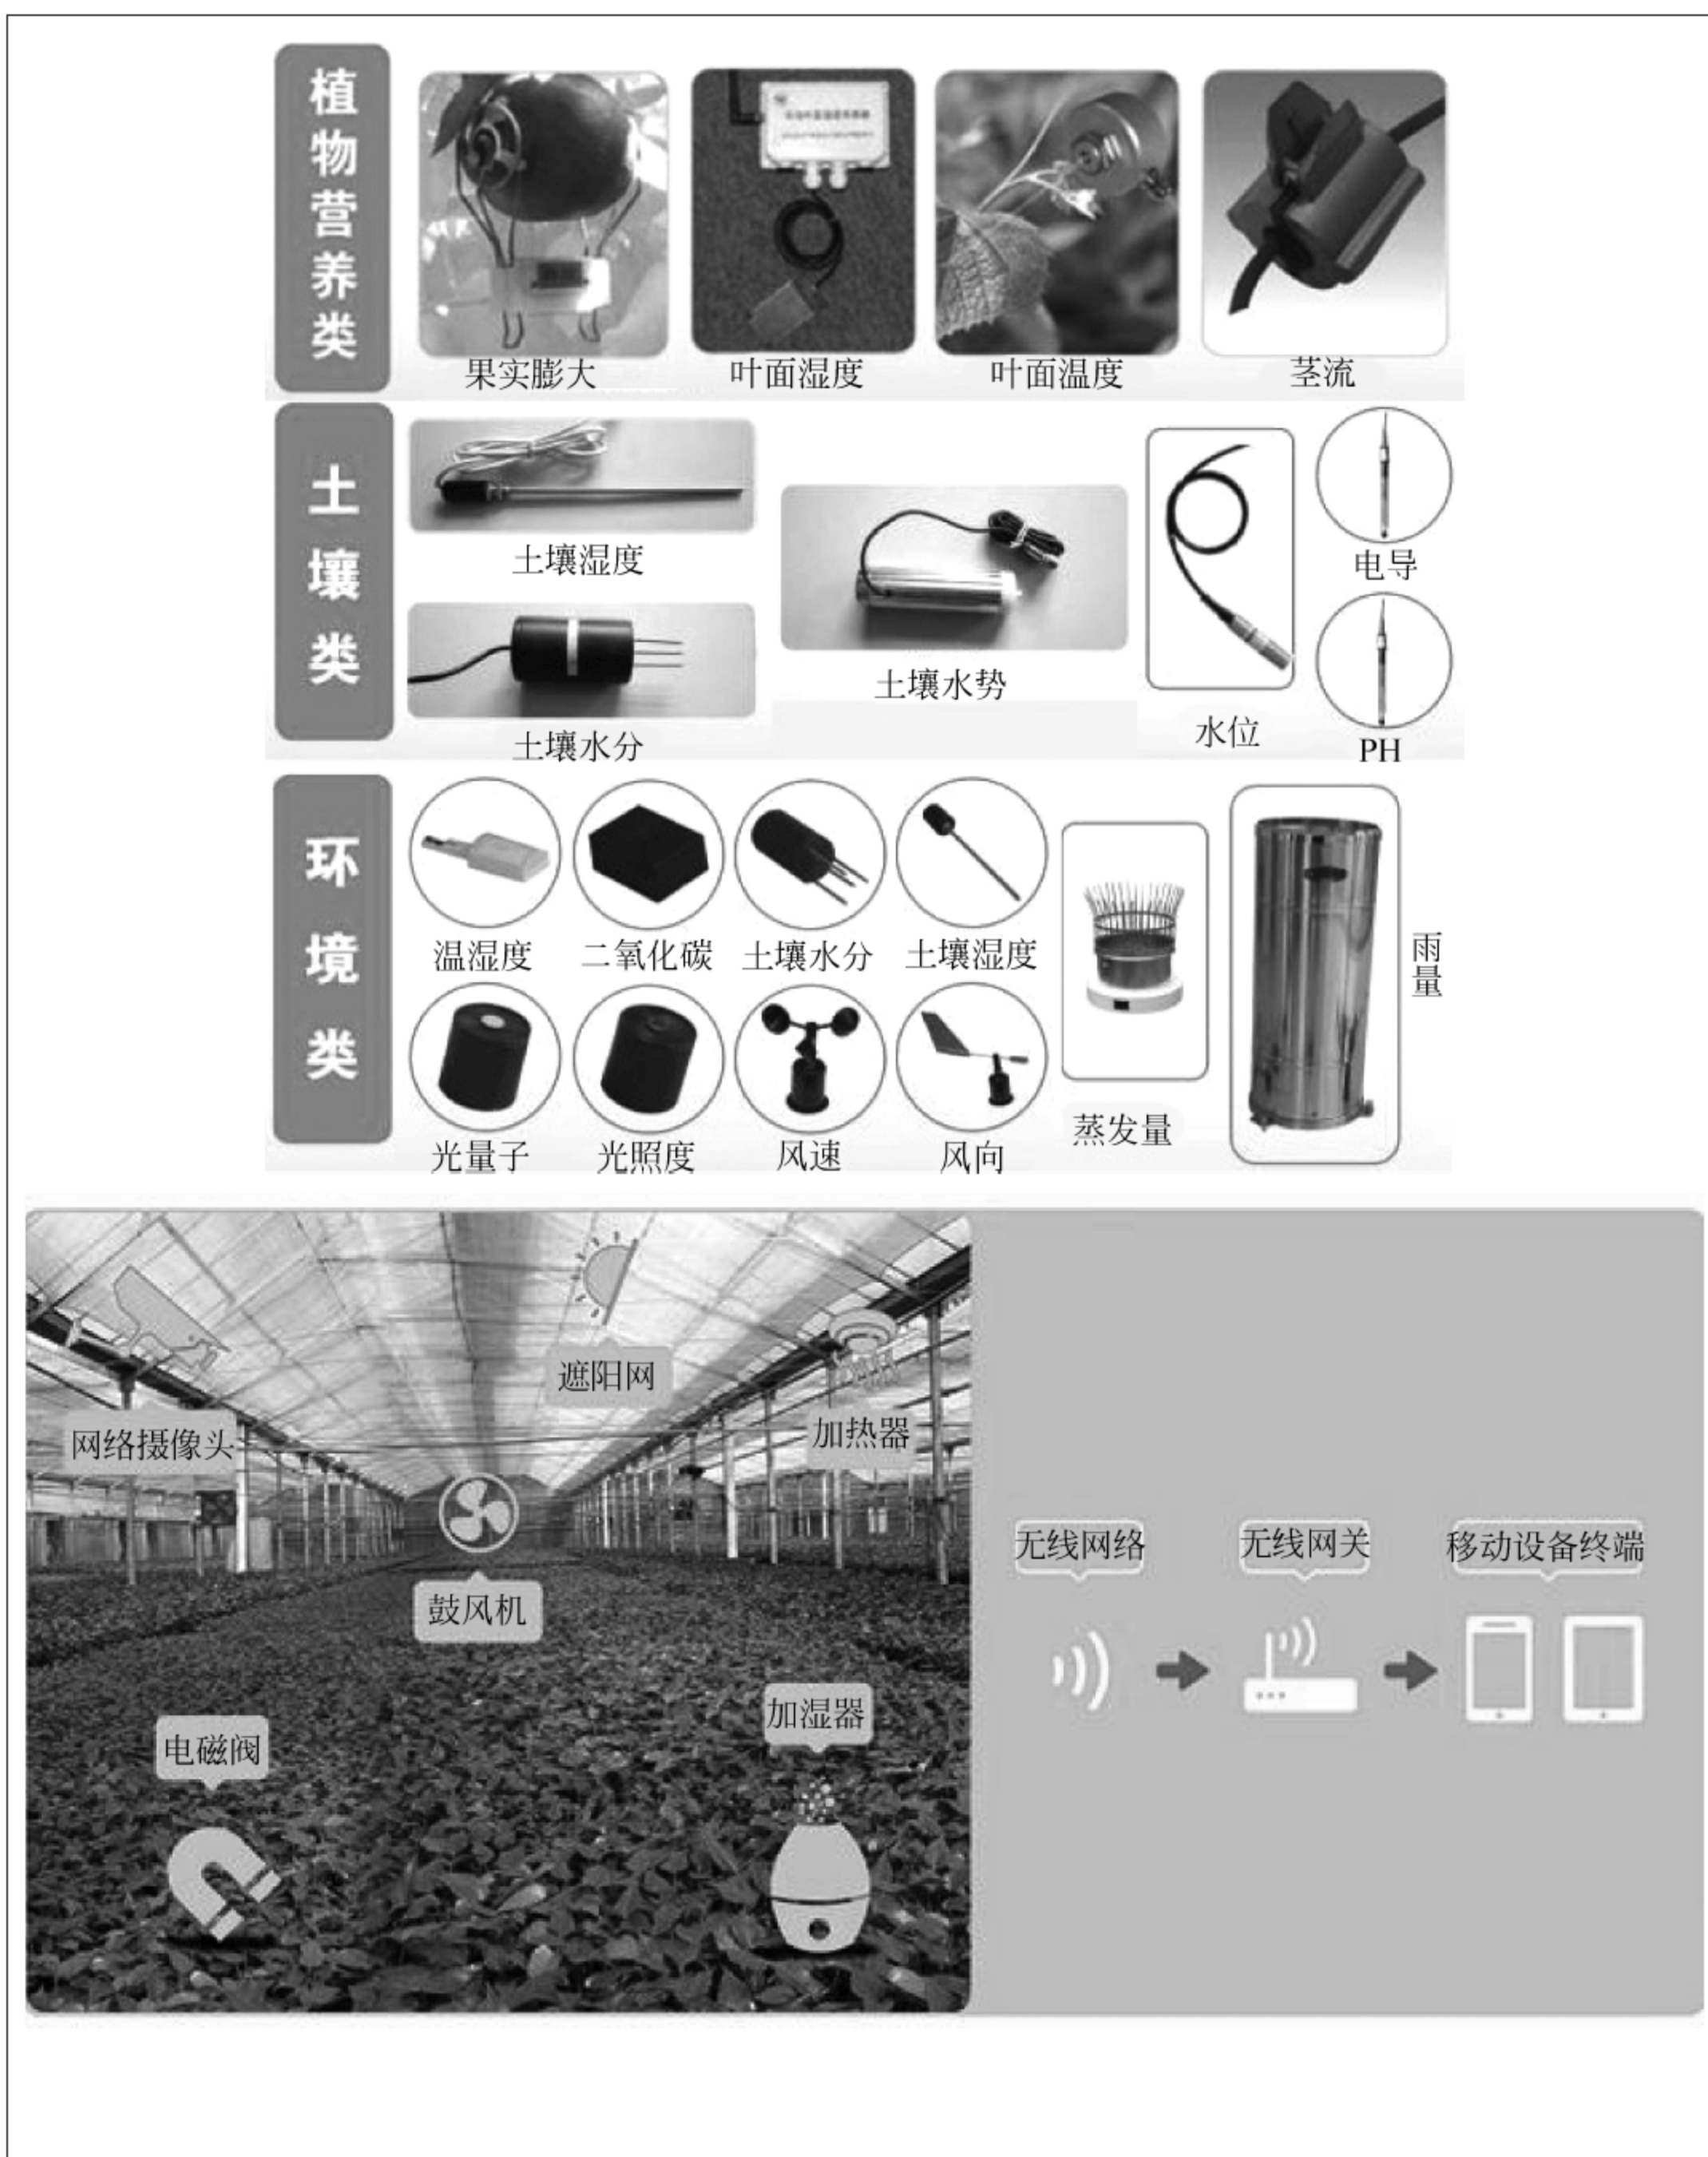 植物营养类
果实膨大
叶面湿度
叶面温度
茎流
土壤类
土壤湿度
土壤水分
土壤水势
水位
电导
PH
环境类
温湿度
二氧化碳
土壤水分
土壤湿度
光量子
光照度
风速
风向
蒸发量
雨量
网络摄像头
遮阳网
加热器
鼓风机
电磁阀
加湿器
无线网络
无线网关
移动设备终端